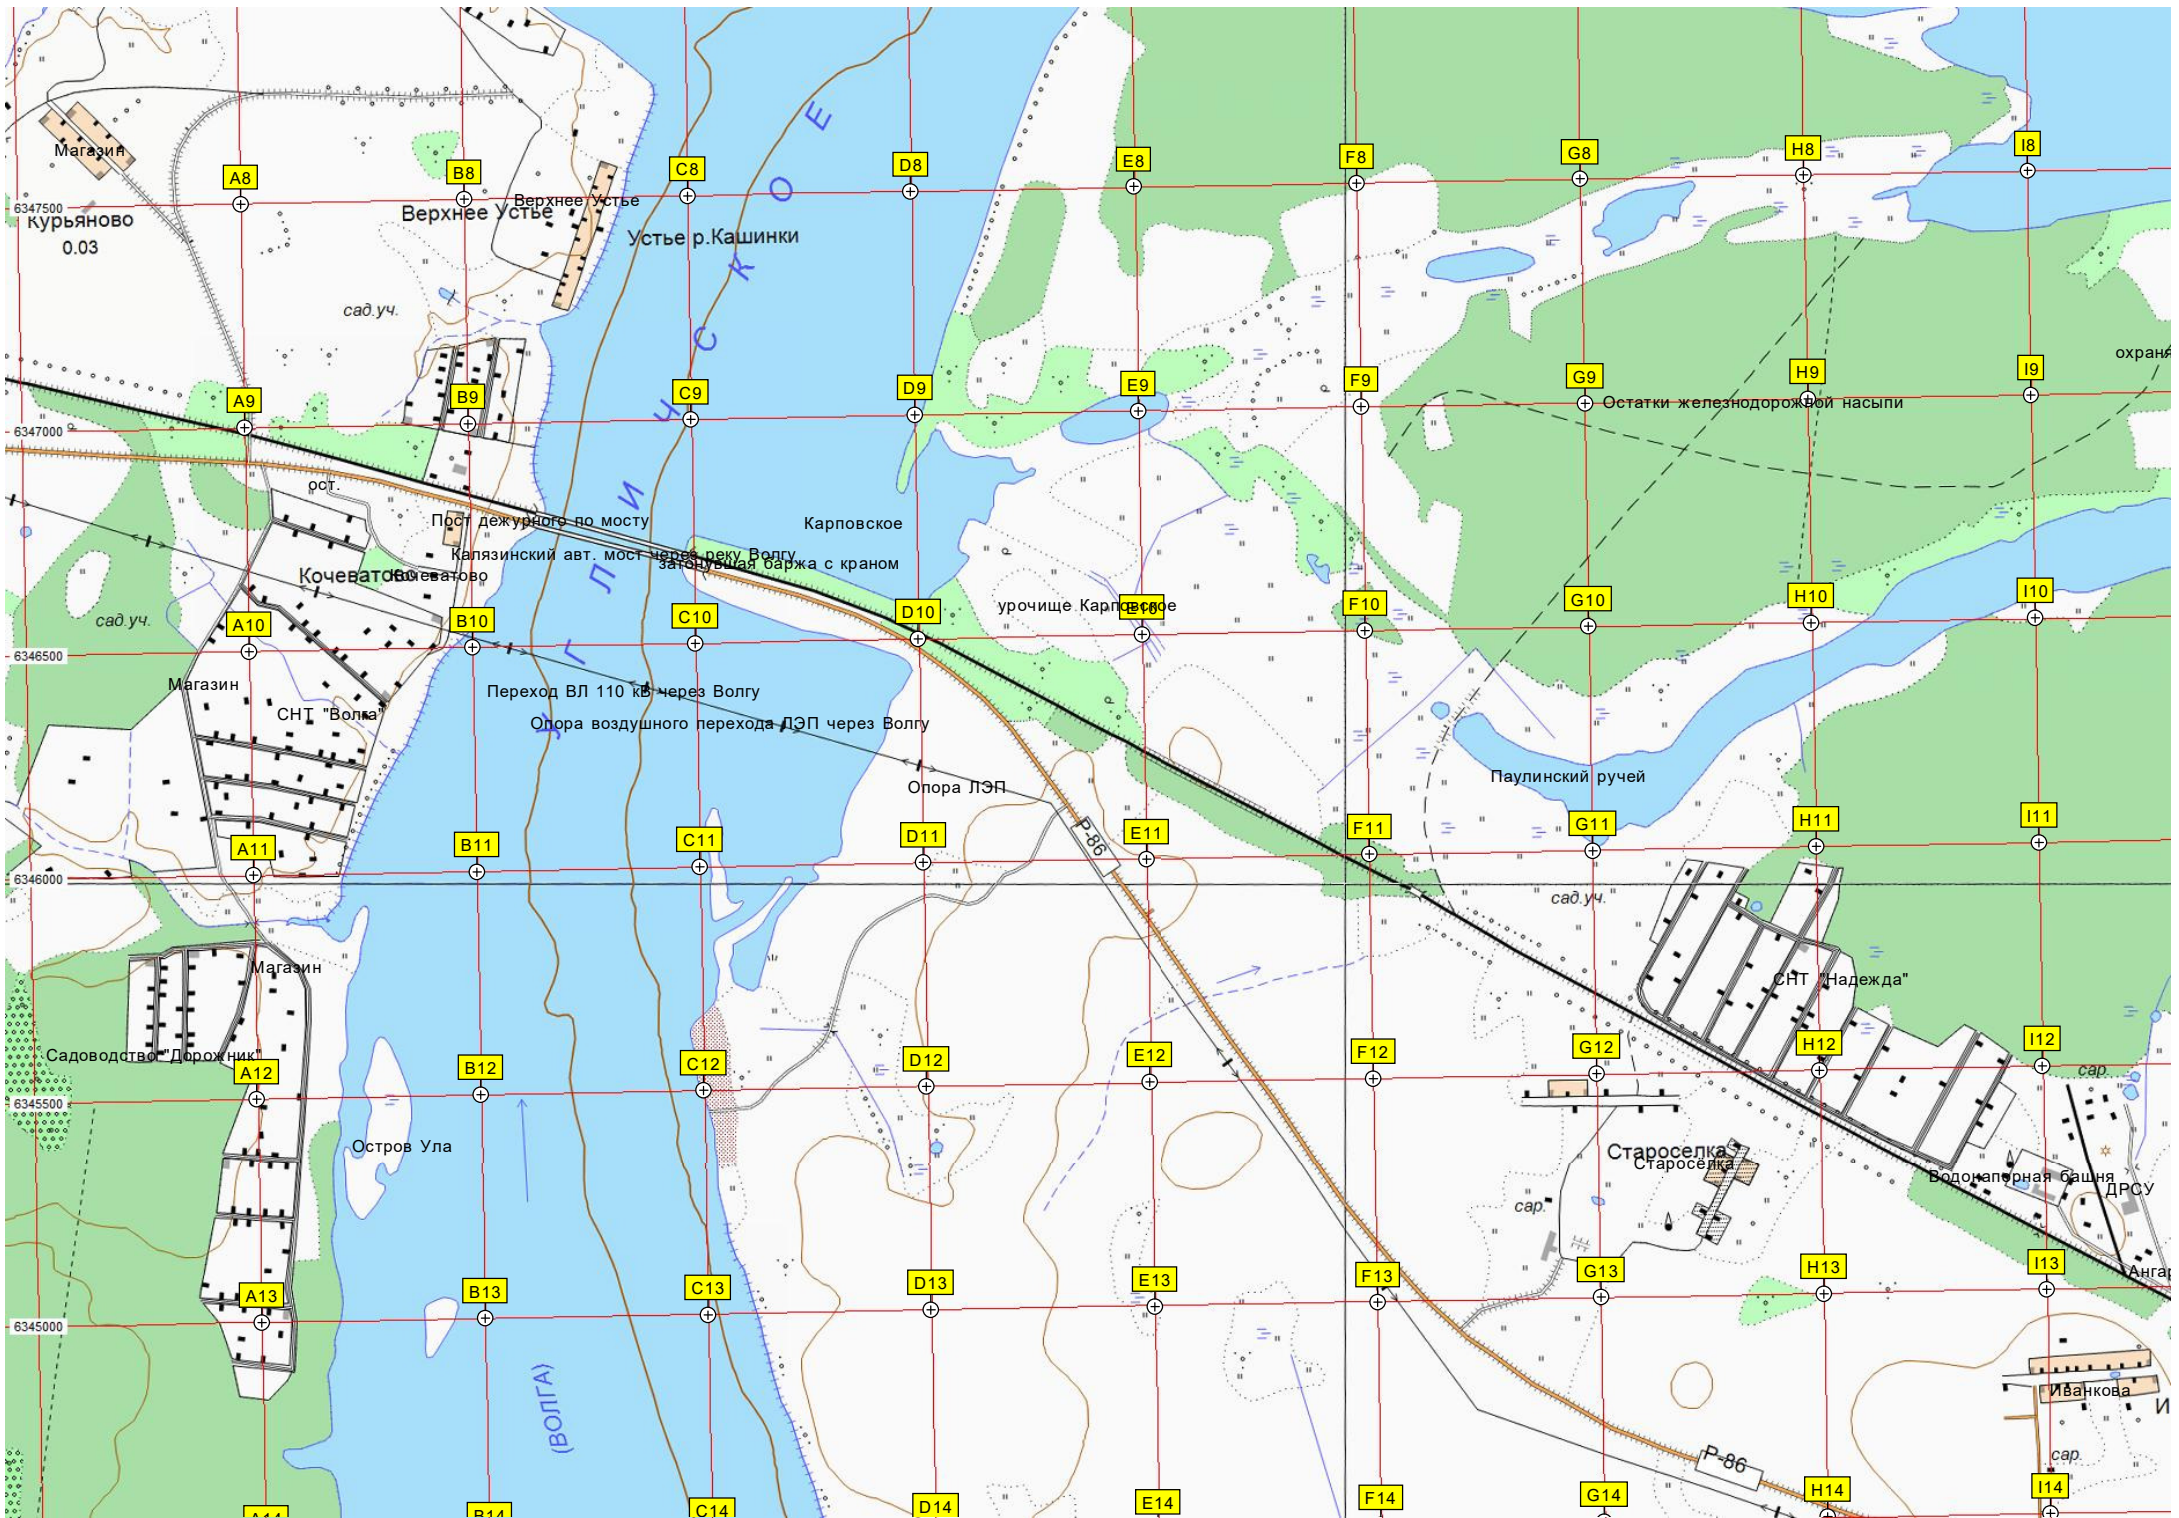 Магазин
A8
B8
C8
D8
E8
F8
G8
H8
I8
6347500
Курьяново
0.03
Верхнее Устье
Верхнее Устье
Устье р.Кашинки
сад.уч.
У Г Л И Ч С К О Е
охраня
A9
B9
C9
D9
E9
F9
G9
H9
I9
Остатки железнодорожной насыпи
6347000
ост.
Пост дежурного по мосту
Карповское
Калязинский авт. мост через реку Волгу
затонувшая баржа с краном
Кочеватово
Кочеватово
урочище Карповское
сад.уч.
A10
B10
C10
D10
E10
F10
G10
H10
I10
6346500
Магазин
Переход ВЛ 110 кВ через Волгу
СНТ "Волга"
Опора воздушного перехода ЛЭП через Волгу
Опора ЛЭП
Паулинский ручей
P-86
A11
B11
C11
D11
E11
F11
G11
H11
I11
6346000
сад.уч.
Магазин
СНТ "Надежда"
Садоводство "Дорожник"
A12
B12
C12
D12
E12
F12
G12
H12
I12
сар.
6345500
Остров Ула
Староселка
Староселка
Водонапорная башня
ДРСУ
сар.
A13
B13
C13
D13
E13
F13
G13
H13
I13
Ангар
6345000
Иванкова
И
(ВОЛГА)
P-86
сар.
A14
B14
C14
D14
E14
F14
G14
H14
I14